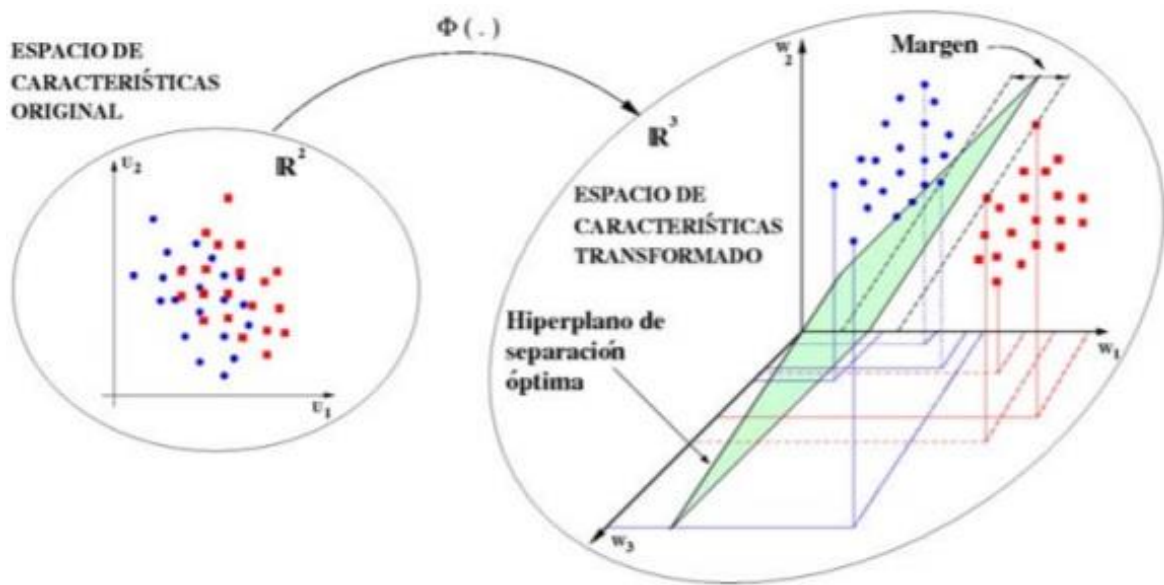 Φ ( . )
ESPACIO DE
CARACTERÍSTICAS
ORIGINAL
U2
ℝ²
U1
W2
Margen
ℝ³
ESPACIO DE
CARACTERÍSTICAS
TRANSFORMADO
Hiperplano de
separación
óptima
W1
W3